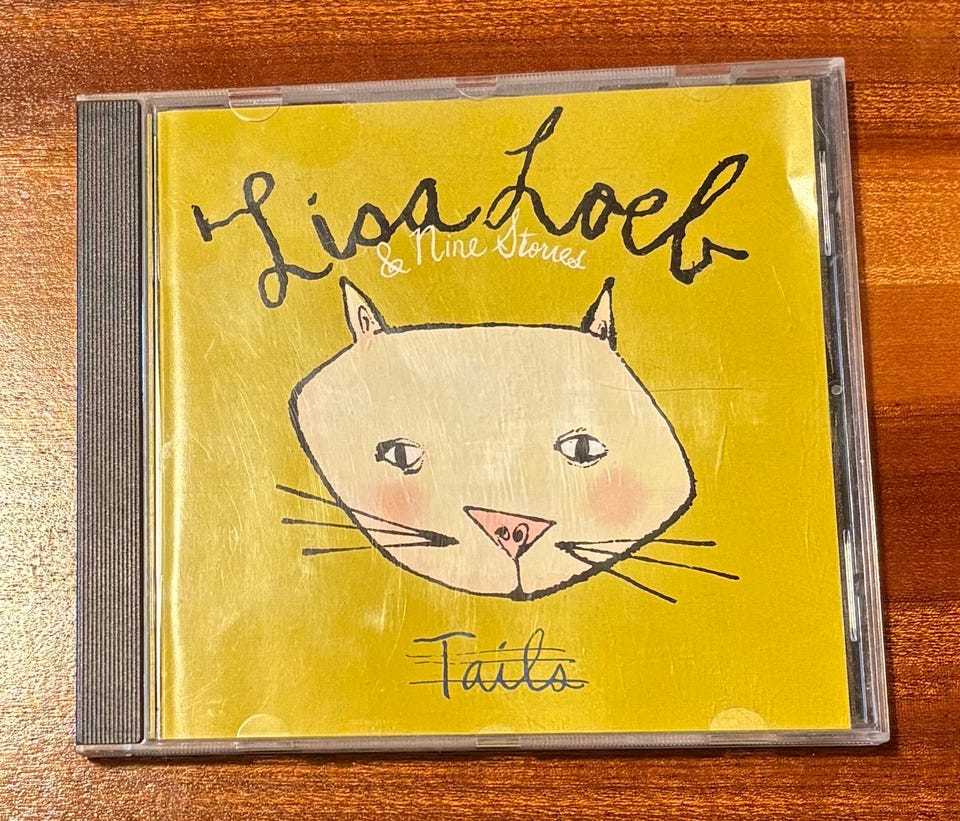 Lisa Loeb
& Nine Stories
Tails